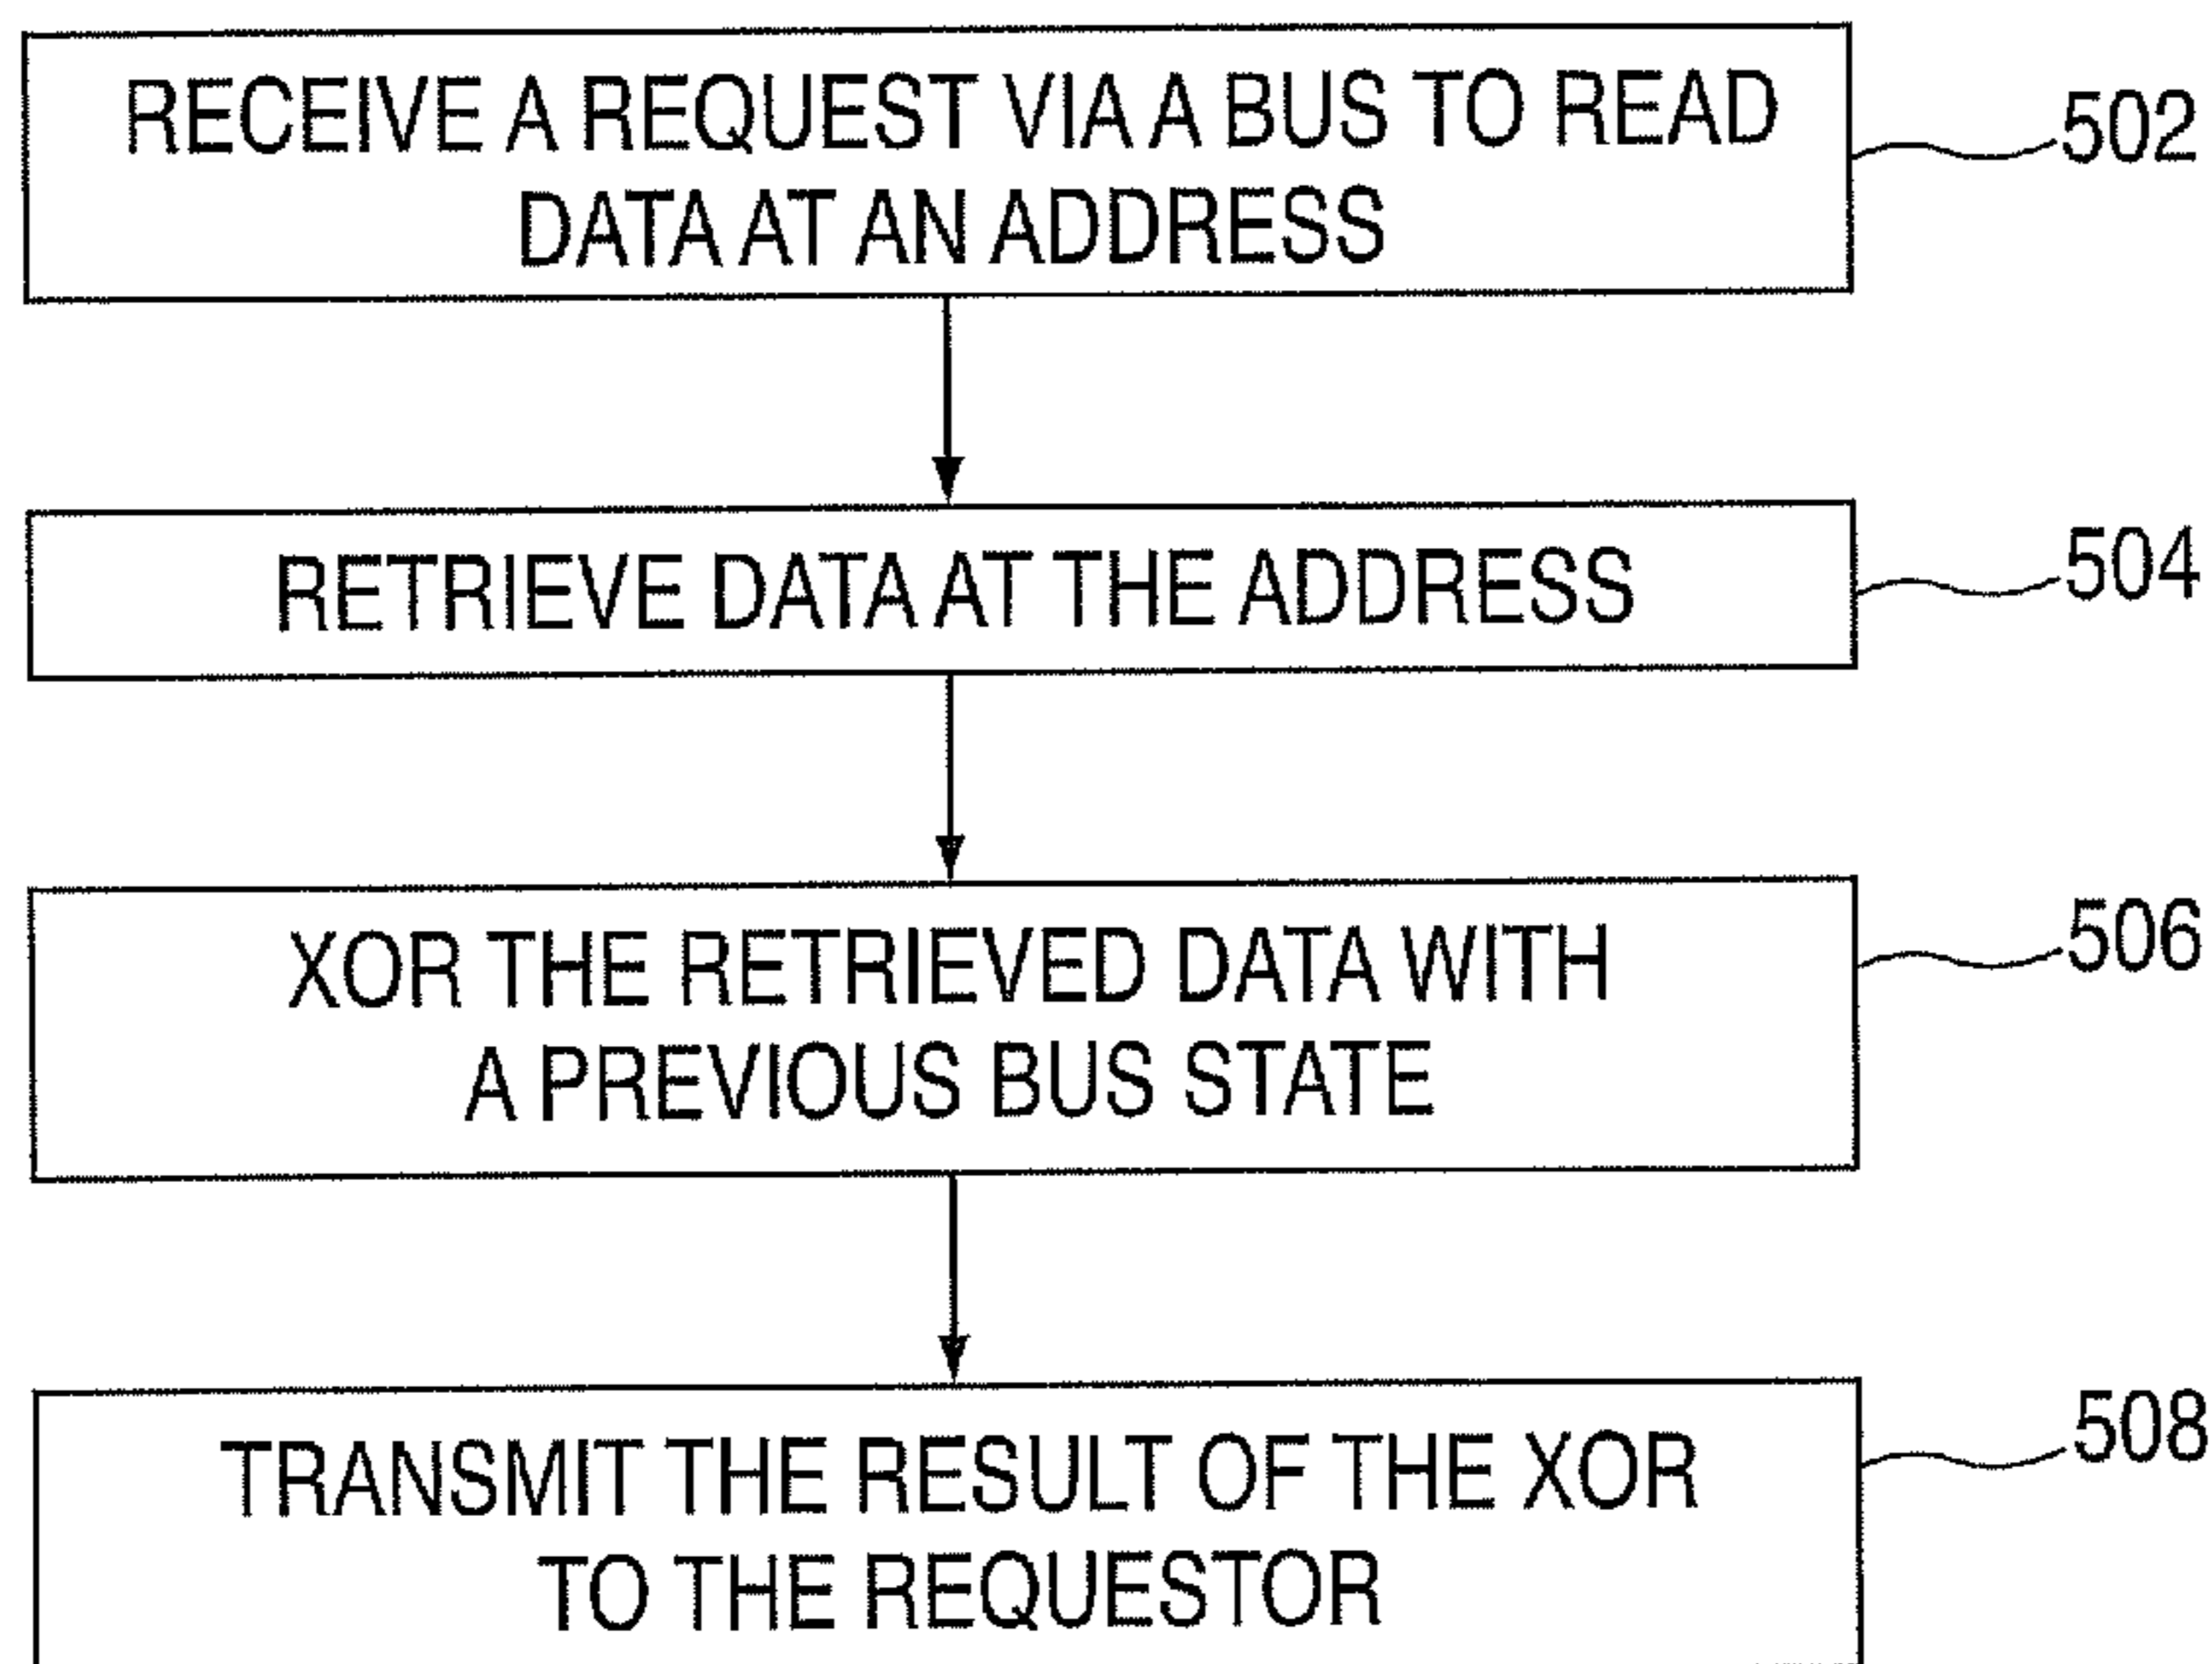 RECEIVE A REQUEST VIA A BUS TO READ
DATA AT AN ADDRESS
502
RETRIEVE DATA AT THE ADDRESS
504
XOR THE RETRIEVED DATA WITH
A PREVIOUS BUS STATE
506
TRANSMIT THE RESULT OF THE XOR
TO THE REQUESTOR
508